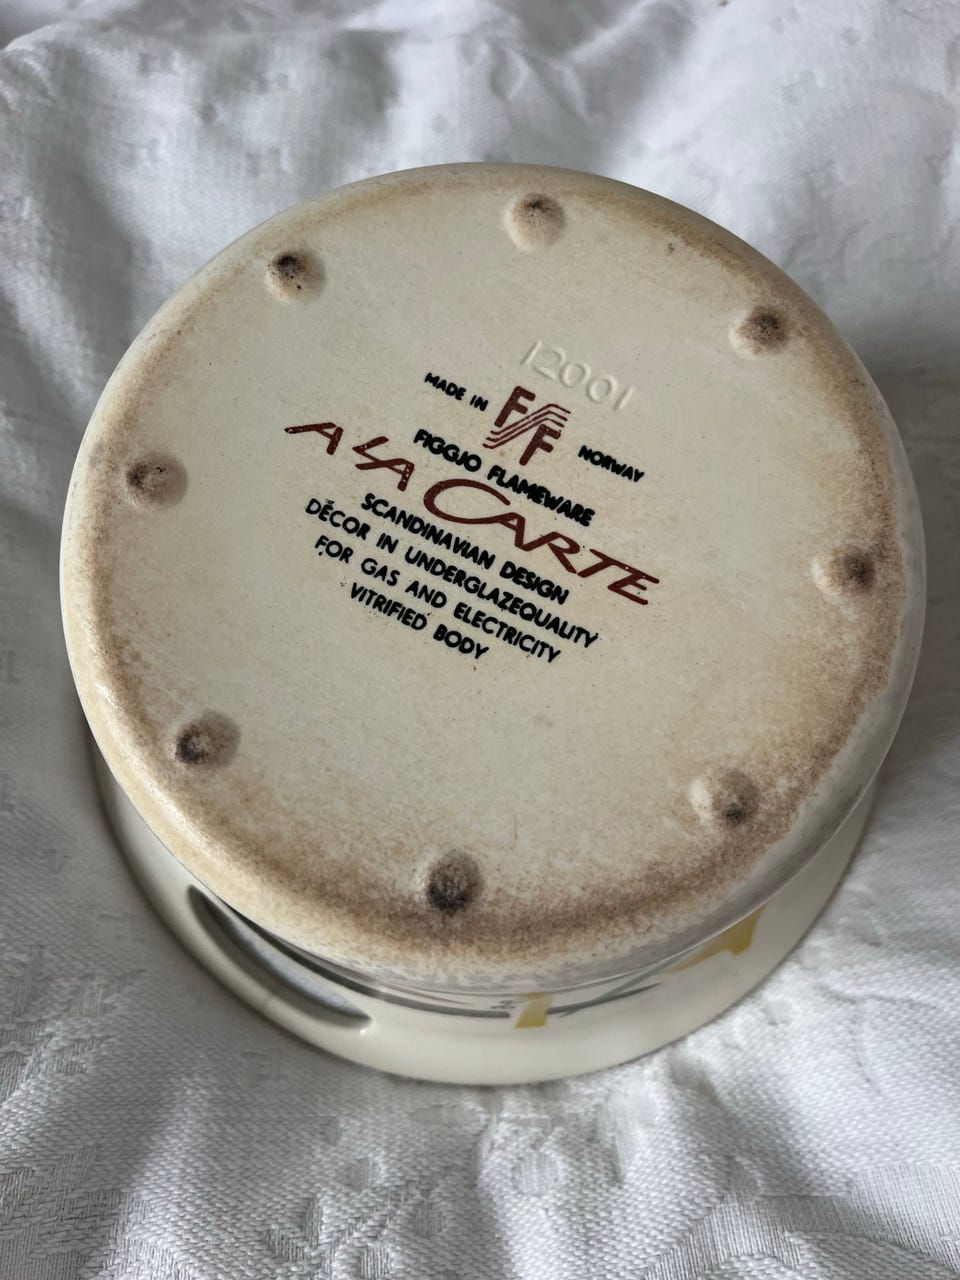 12001
MADE IN FF NORWAY
FIGGJO FLAMEWARE
A LA CARTE
SCANDINAVIAN DESIGN
DĚCOR IN UNDERGLAZEQUALITY
FOR GAS AND ELECTRICITY
VITRIFIED BODY